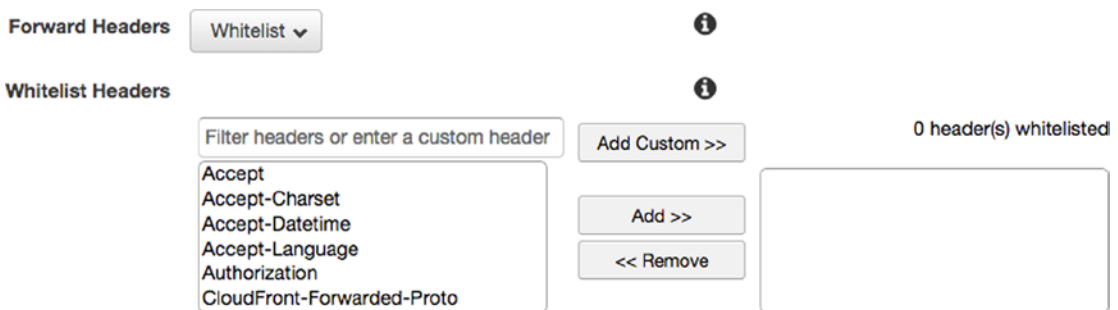 Forward Headers
Whitelist
Whitelist Headers
Filter headers or enter a custom header
Add Custom >>
0 header(s) whitelisted
Accept
Accept-Charset
Accept-Datetime
Accept-Language
Authorization
CloudFront-Forwarded-Proto
Add >>
<< Remove